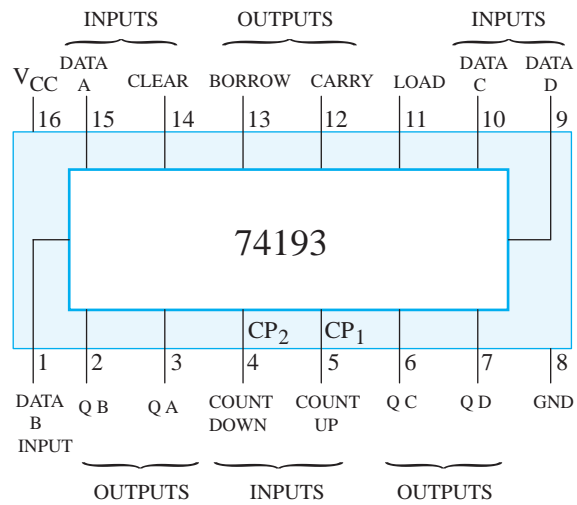 INPUTS OUTPUTS INPUTS
VCC DATA A CLEAR BORROW CARRY LOAD DATA C DATA D
16 15 14 13 12 11 10 9
74193
CP2 CP1
1 2 3 4 5 6 7 8
DATA B INPUT Q B Q A COUNT DOWN COUNT UP Q C Q D GND
OUTPUTS INPUTS OUTPUTS